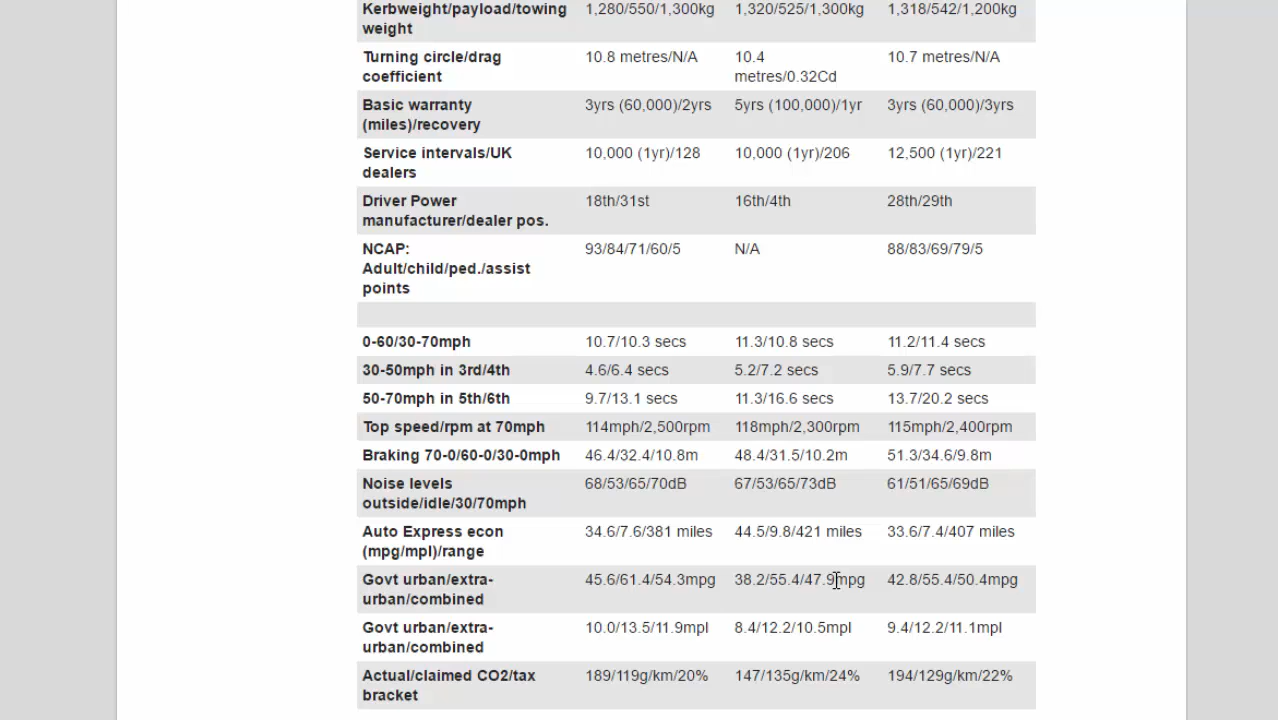 Kerbweight/payload/towing 1,280/550/1,300kg 1,320/525/1,300kg 1,318/542/1,200kg
weight
Turning circle/drag 10.8 metres/N/A 10.4 10.7 metres/N/A
coefficient metres/0.32Cd
Basic warranty 3yrs (60,000)/2yrs 5yrs (100,000)/1yr 3yrs (60,000)/3yrs
(miles)/recovery
Service intervals/UK 10,000 (1yr)/128 10,000 (1yr)/206 12,500 (1yr)/221
dealers
Driver Power 18th/31st 16th/4th 28th/29th
manufacturer/dealer pos.
NCAP: 93/84/71/60/5 N/A 88/83/69/79/5
Adult/child/ped./assist
points
0-60/30-70mph 10.7/10.3 secs 11.3/10.8 secs 11.2/11.4 secs
30-50mph in 3rd/4th 4.6/6.4 secs 5.2/7.2 secs 5.9/7.7 secs
50-70mph in 5th/6th 9.7/13.1 secs 11.3/16.6 secs 13.7/20.2 secs
Top speed/rpm at 70mph 114mph/2,500rpm 118mph/2,300rpm 115mph/2,400rpm
Braking 70-0/60-0/30-0mph 46.4/32.4/10.8m 48.4/31.5/10.2m 51.3/34.6/9.8m
Noise levels 68/53/65/70dB 67/53/65/73dB 61/51/65/69dB
outside/idle/30/70mph
Auto Express econ 34.6/7.6/381 miles 44.5/9.8/421 miles 33.6/7.4/407 miles
(mpg/mpl)/range
Govt urban/extra- 45.6/61.4/54.3mpg 38.2/55.4/47.9mpg 42.8/55.4/50.4mpg
urban/combined
Govt urban/extra- 10.0/13.5/11.9mpl 8.4/12.2/10.5mpl 9.4/12.2/11.1mpl
urban/combined
Actual/claimed CO2/tax 189/119g/km/20% 147/135g/km/24% 194/129g/km/22%
bracket